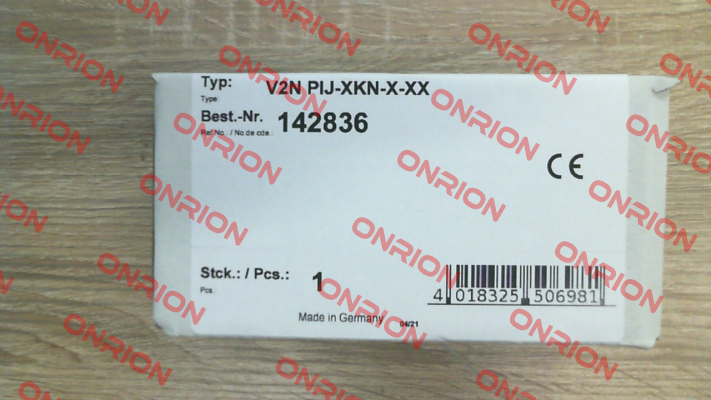 Typ: V2N PIJ-XKN-X-XX
Type:
Best.-Nr. 142836
Ref.No. / No.de cde.:
CE
Stck.: / Pcs.: 1
Pcs.:
4 018325 506981
Made in Germany 04/21
ONRION